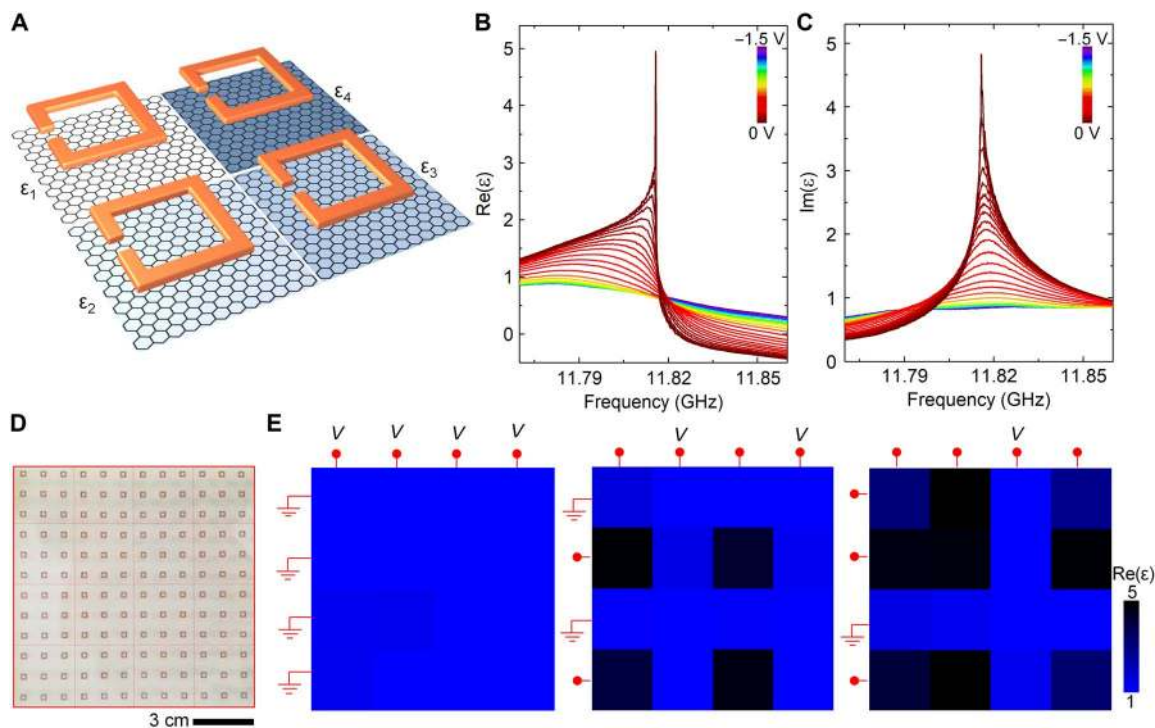 A
ε4
ε1
ε3
ε2
B
−1.5 V
0 V
5
4
3
2
1
0
Re(ε)
11.79
11.82
11.85
Frequency (GHz)
C
−1.5 V
0 V
5
4
3
2
1
0
Im(ε)
11.79
11.82
11.85
Frequency (GHz)
D
3 cm
E
V
V
V
V
V
V
V
Re(ε)
5
1